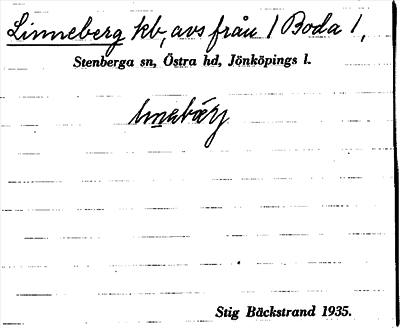 Linneberg kb, avs från 1 Boda 1,
Stenberga sn, Östra hd, Jönköpings l.
Stig Bäckstrand 1935.